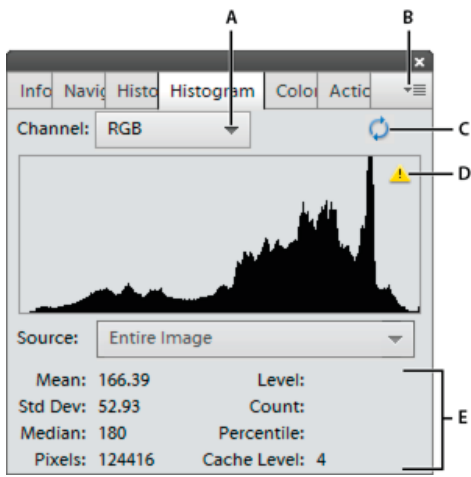 A
B
Info Navig Histo Histogram Color Actic
Channel: RGB
C
D
Source: Entire Image
Mean: 166.39 Level:
Std Dev: 52.93 Count:
E
Median: 180 Percentile:
Pixels: 124416 Cache Level: 4